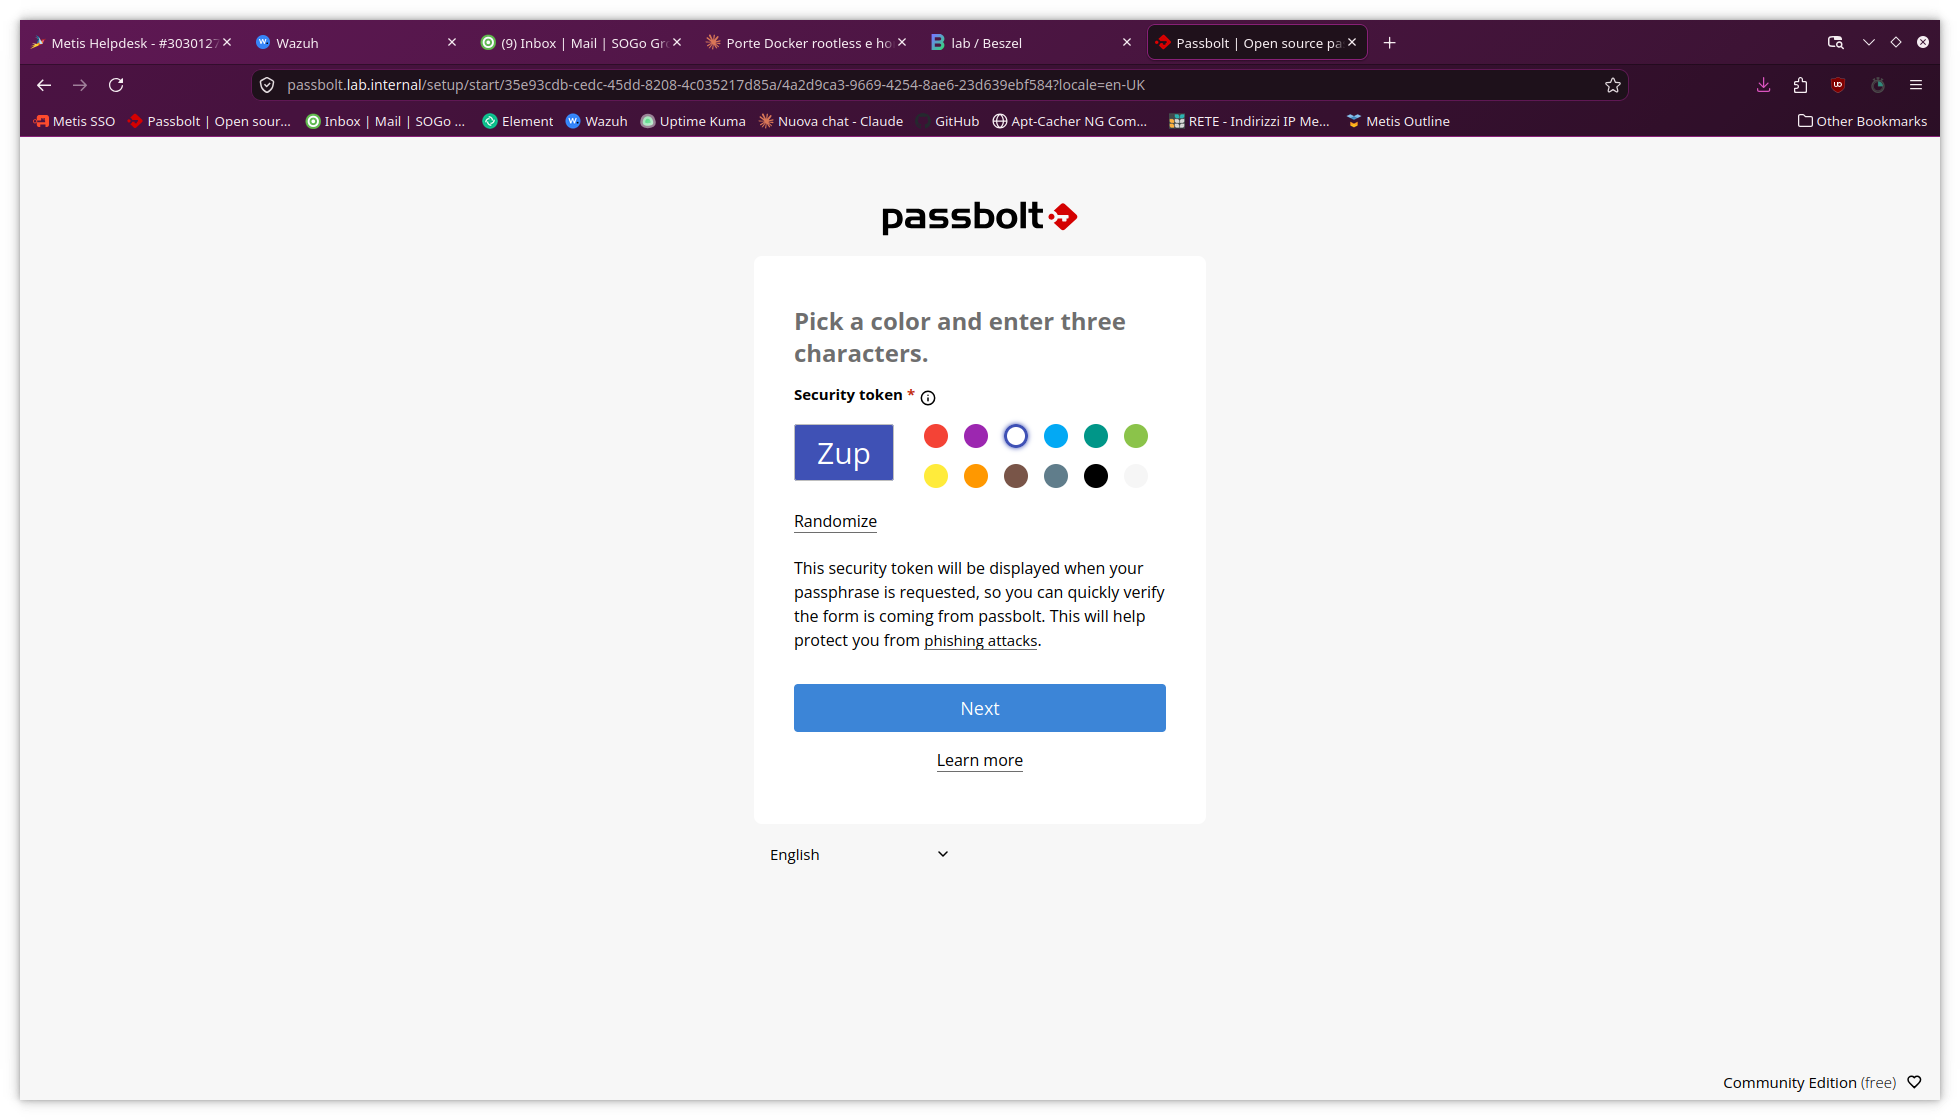 Metis Helpdesk - #3030127
Wazuh
(9) Inbox | Mail | SOGo Gr
Porte Docker rootless e ho
lab / Beszel
Passbolt | Open source pa
passbolt.lab.internal/setup/start/35e93cdb-cedc-45dd-8208-4c035217d85a/4a2d9ca3-9669-4254-8ae6-23d639ebf584?locale=en-UK
Metis SSO
Passbolt | Open sour...
Inbox | Mail | SOGo ...
Element
Wazuh
Uptime Kuma
Nuova chat - Claude
GitHub
Apt-Cacher NG Com...
RETE - Indirizzi IP Me...
Metis Outline
Other Bookmarks
passbolt
Pick a color and enter three
characters.
Security token *
Zup
Randomize
This security token will be displayed when your
passphrase is requested, so you can quickly verify
the form is coming from passbolt. This will help
protect you from phishing attacks.
Next
Learn more
English
Community Edition (free)